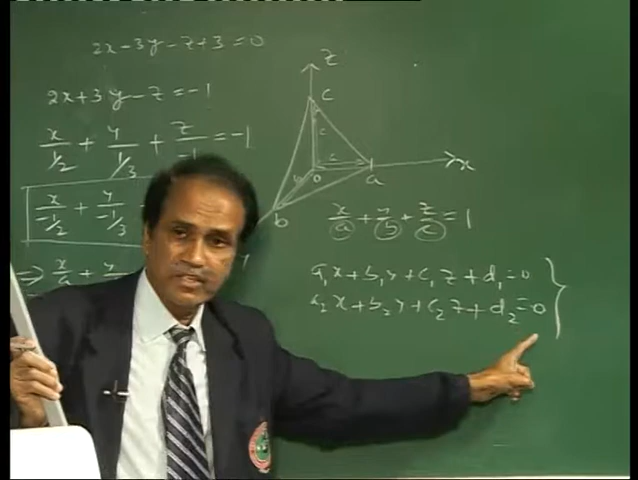 2x-3y-z+3=0
2x+3y-z=-1
x/1/2 + y/1/3 + z/-1 = -1
x/-1/2 + y/-1/3
⇒ x/a + y
z
c
c
c
b
o
a
x
b
x/a + y/b + z/c = 1
a₁x+b₁y+c₁z+d₁=0
a₂x+b₂y+c₂z+d₂=0